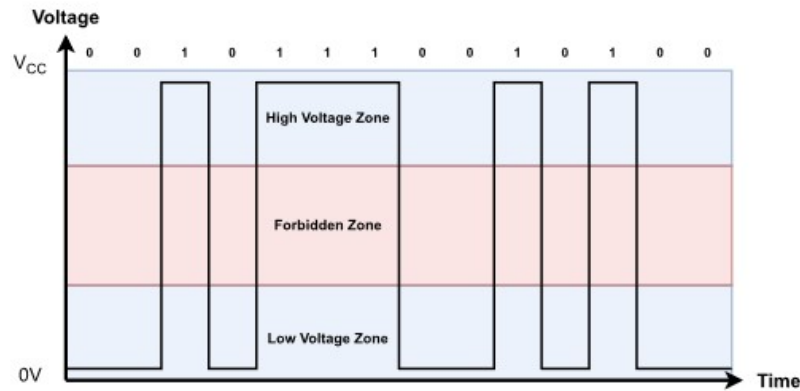 Voltage
0 0 1 0 1 1 1 0 0 1 0 1 0 0
VCC
High Voltage Zone
Forbidden Zone
Low Voltage Zone
0V
Time